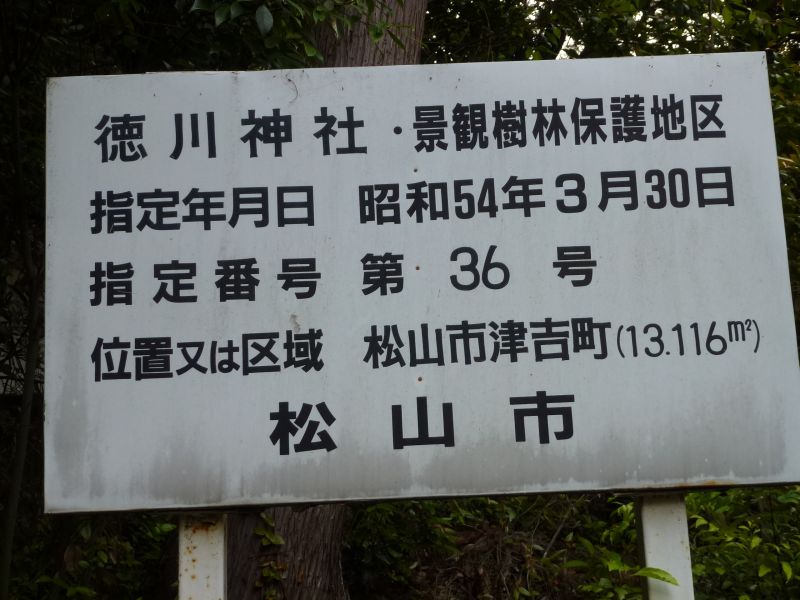 徳川神社・景観樹林保護地区
指定年月日 昭和54年3月30日
指定番号 第36号
位置又は区域 松山市津吉町(13.116m²)
松山市